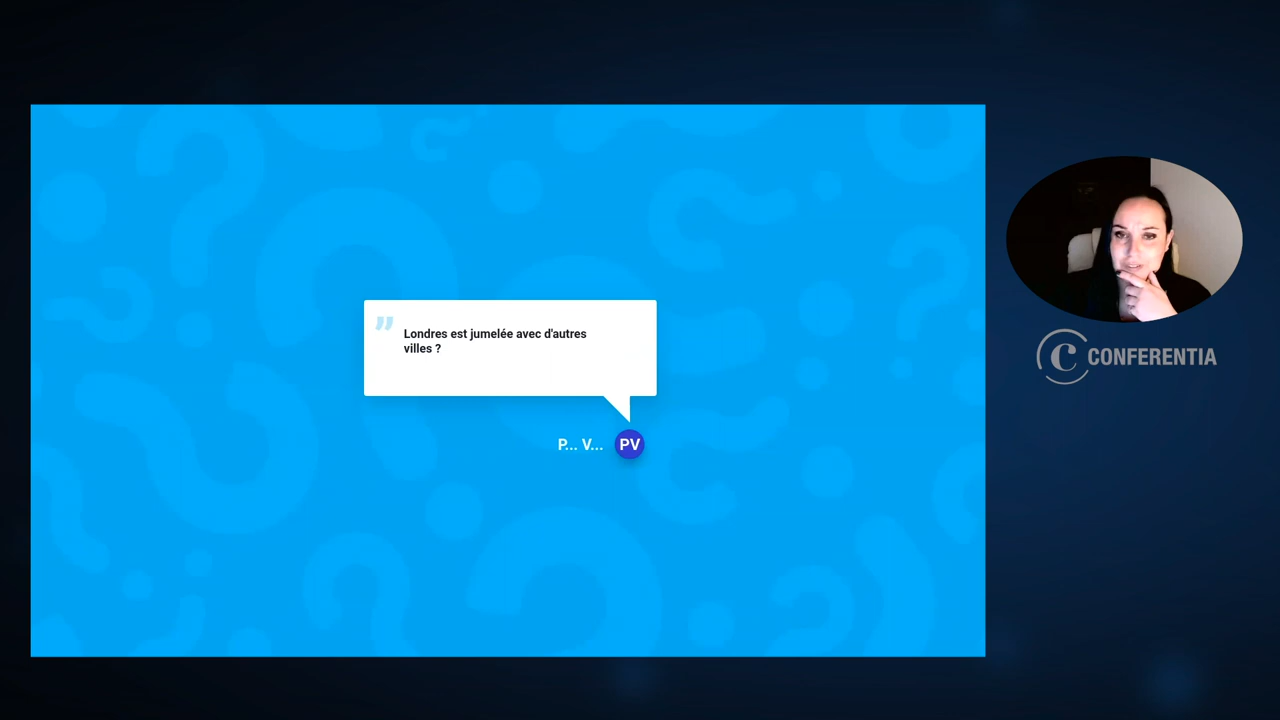 Londres est jumelée avec d'autres
villes ?
P... V... PV
C CONFERENTIA